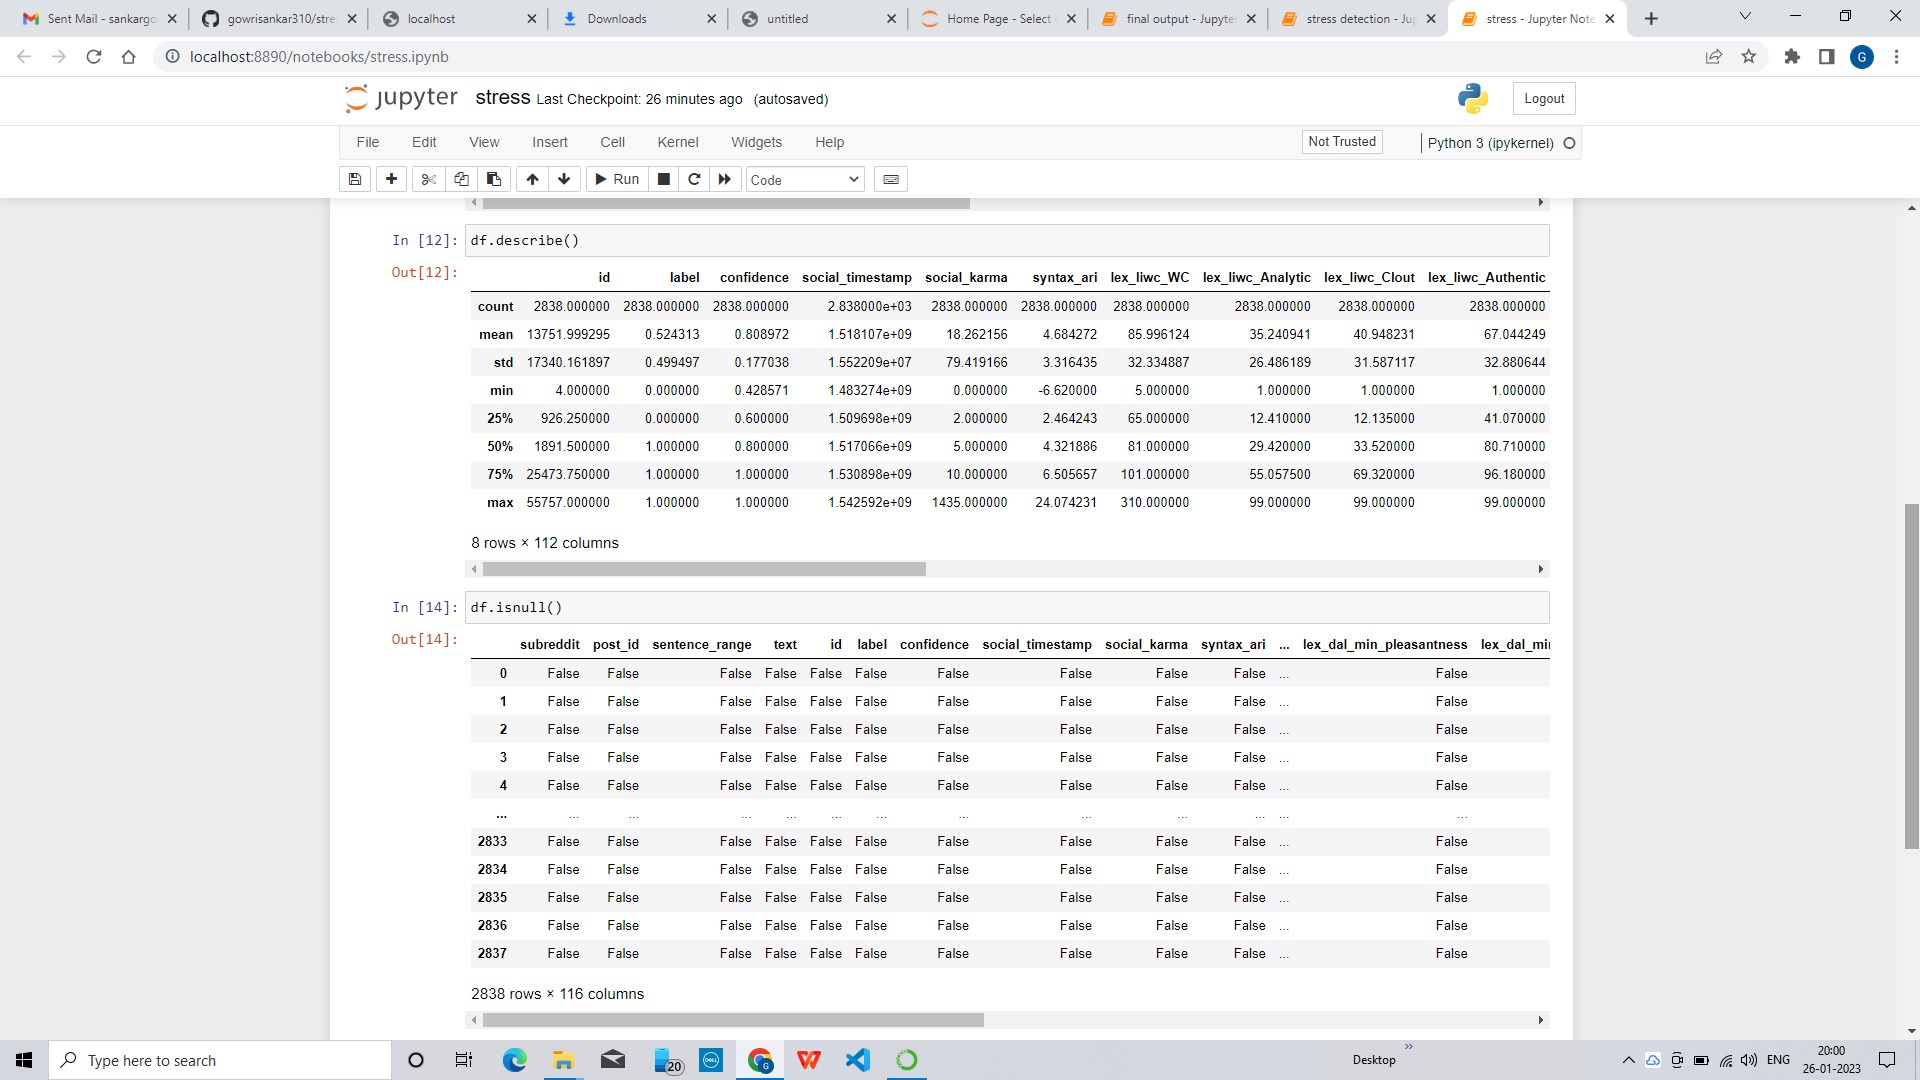 Sent Mail - sankargo
gowrisankar310/stre
localhost
Downloads
untitled
Home Page - Select
final output - Jupyte
stress detection - Ju
stress - Jupyter Note
localhost:8890/notebooks/stress.ipynb
G
jupyter stress Last Checkpoint: 26 minutes ago (autosaved)
Logout
File Edit View Insert Cell Kernel Widgets Help
Not Trusted
Python 3 (ipykernel)
Run
Code
In [12]: df.describe()
Out[12]:
id label confidence social_timestamp social_karma syntax_ari lex_liwc_WC lex_liwc_Analytic lex_liwc_Clout lex_liwc_Authentic
count 2838.000000 2838.000000 2838.000000 2.838000e+03 2838.000000 2838.000000 2838.000000 2838.000000 2838.000000 2838.000000
mean 13751.999295 0.524313 0.808972 1.518107e+09 18.262156 4.684272 85.996124 35.240941 40.948231 67.044249
std 17340.161897 0.499497 0.177038 1.552209e+07 79.419166 3.316435 32.334887 26.486189 31.587117 32.880644
min 4.000000 0.000000 0.428571 1.483274e+09 0.000000 -6.620000 5.000000 1.000000 1.000000 1.000000
25% 926.250000 0.000000 0.600000 1.509698e+09 2.000000 2.464243 65.000000 12.410000 12.135000 41.070000
50% 1891.500000 1.000000 0.800000 1.517066e+09 5.000000 4.321886 81.000000 29.420000 33.520000 80.710000
75% 25473.750000 1.000000 1.000000 1.530898e+09 10.000000 6.505657 101.000000 55.057500 69.320000 96.180000
max 55757.000000 1.000000 1.000000 1.542592e+09 1435.000000 24.074231 310.000000 99.000000 99.000000 99.000000
8 rows × 112 columns
In [14]: df.isnull()
Out[14]:
subreddit post_id sentence_range text id label confidence social_timestamp social_karma syntax_ari ... lex_dal_min_pleasantness lex_dal_mi
0 False False False False False False False False False False ... False
1 False False False False False False False False False False ... False
2 False False False False False False False False False False ... False
3 False False False False False False False False False False ... False
4 False False False False False False False False False False ... False
... ... ... ... ... ... ... ... ... ... ... ... ...
2833 False False False False False False False False False False ... False
2834 False False False False False False False False False False ... False
2835 False False False False False False False False False False ... False
2836 False False False False False False False False False False ... False
2837 False False False False False False False False False False ... False
2838 rows × 116 columns
Type here to search
20
DELL
G
Desktop
ENG
20:00
26-01-2023